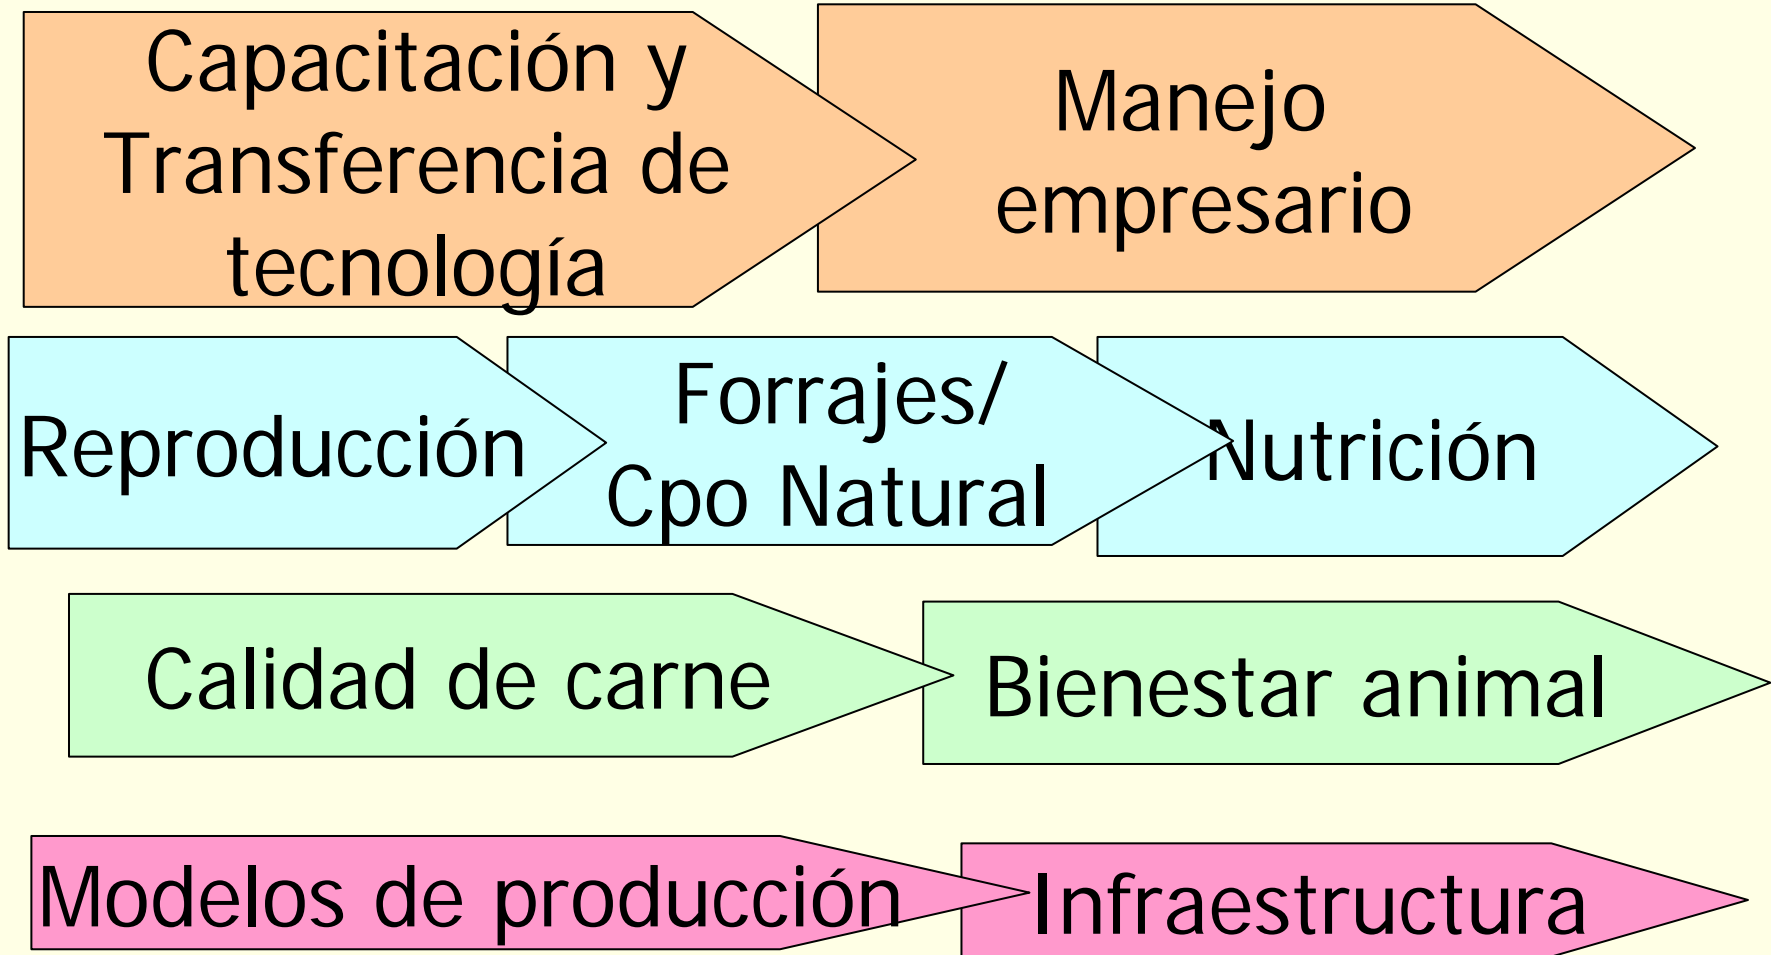 Capacitación y
Transferencia de
tecnología
Manejo
empresario
Reproducción
Forrajes/
Cpo Natural
Nutrición
Calidad de carne
Bienestar animal
Modelos de producción
Infraestructura